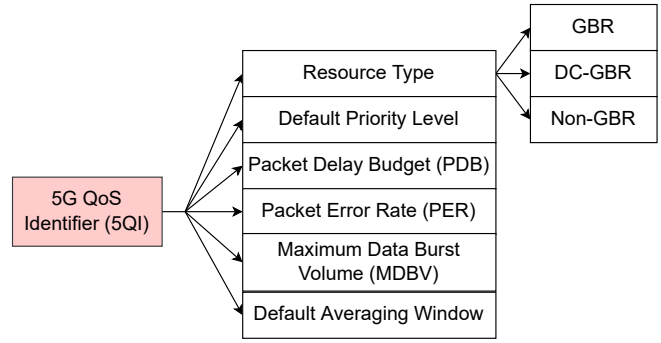 GBR
Resource Type
DC-GBR
Default Priority Level
Non-GBR
Packet Delay Budget (PDB)
5G QoS
Identifier (5QI)
Packet Error Rate (PER)
Maximum Data Burst
Volume (MDBV)
Default Averaging Window